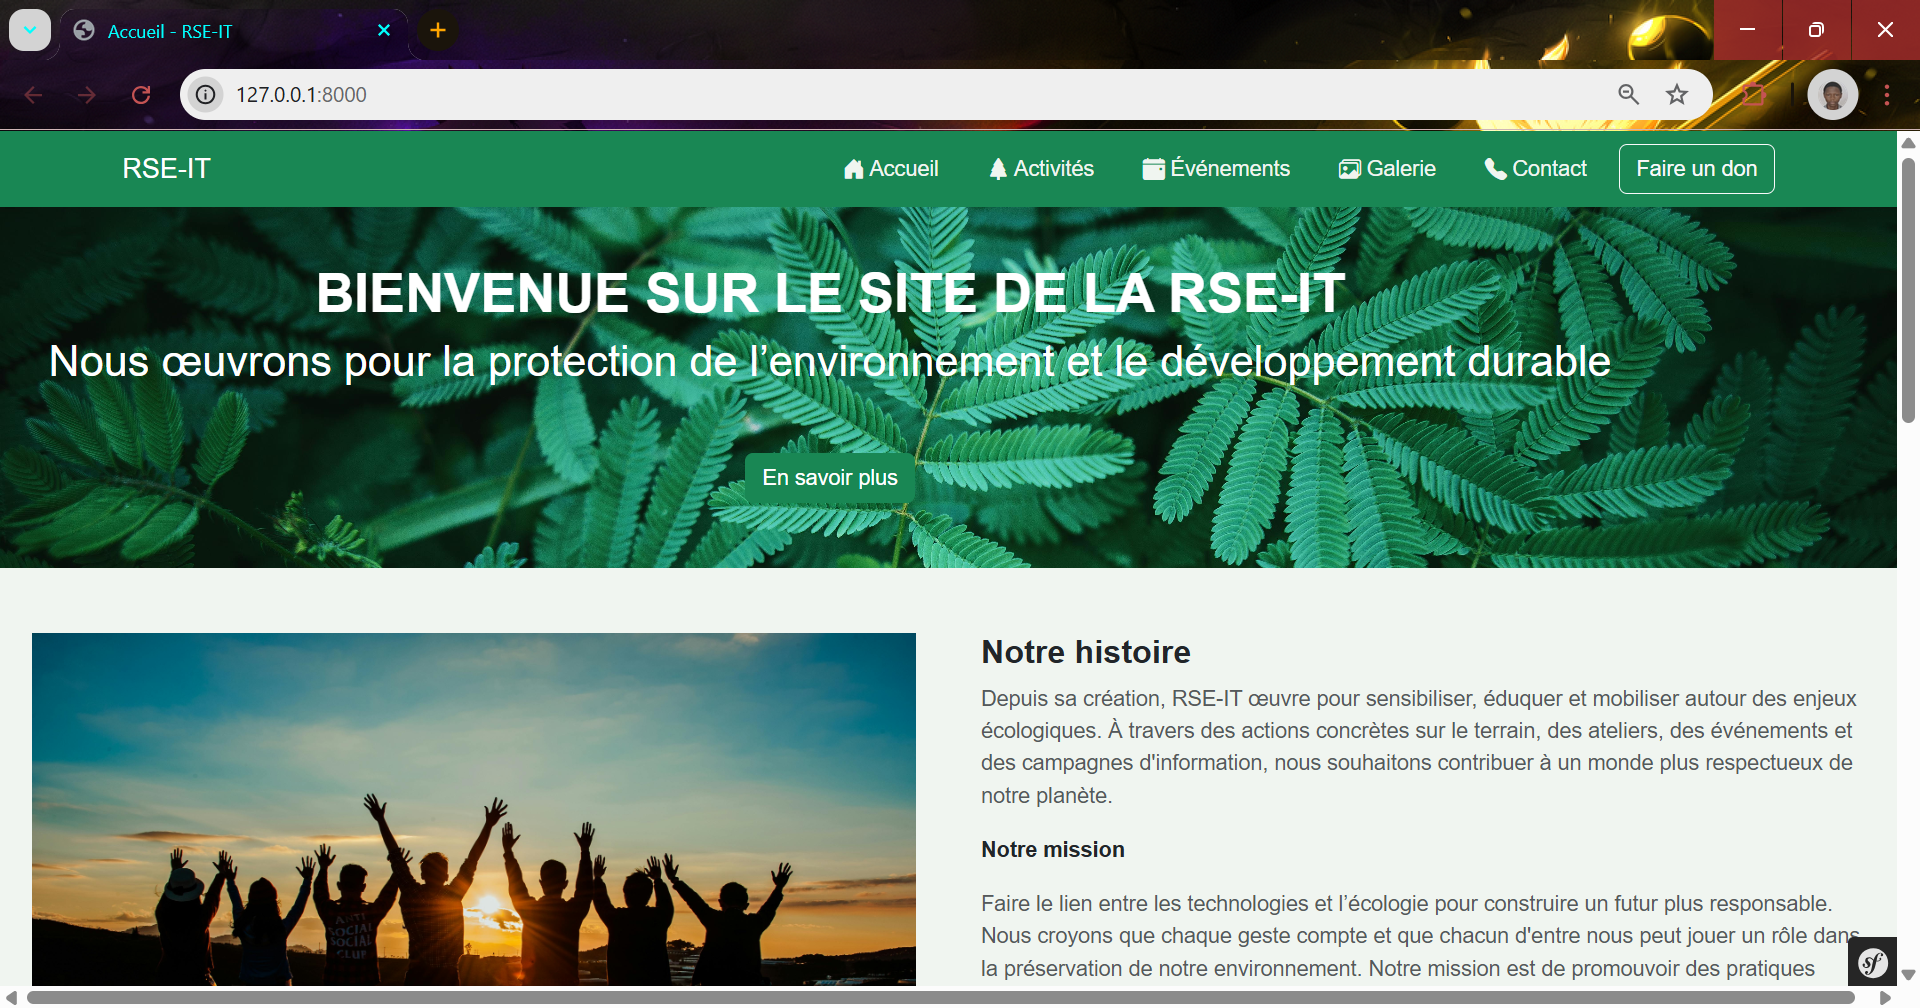 Accueil - RSE-IT
127.0.0.1:8000
RSE-IT
Accueil
Activités
Événements
Galerie
Contact
Faire un don
BIENVENUE SUR LE SITE DE LA RSE-IT
Nous œuvrons pour la protection de l’environnement et le développement durable
En savoir plus
Notre histoire
Depuis sa création, RSE-IT œuvre pour sensibiliser, éduquer et mobiliser autour des enjeux
écologiques. À travers des actions concrètes sur le terrain, des ateliers, des événements et
des campagnes d'information, nous souhaitons contribuer à un monde plus respectueux de
notre planète.
Notre mission
Faire le lien entre les technologies et l’écologie pour construire un futur plus responsable.
Nous croyons que chaque geste compte et que chacun d'entre nous peut jouer un rôle dans
la préservation de notre environnement. Notre mission est de promouvoir des pratiques
ANTI
SOCIAL
SOCIAL
CLUB
sf